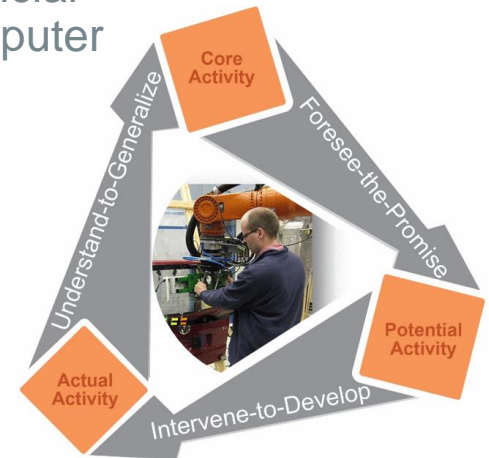 puter
Core
Activity
Foresee-the-Promise
Understand-to-Generalize
Potential
Activity
Actual
Activity
Intervene-to-Develop